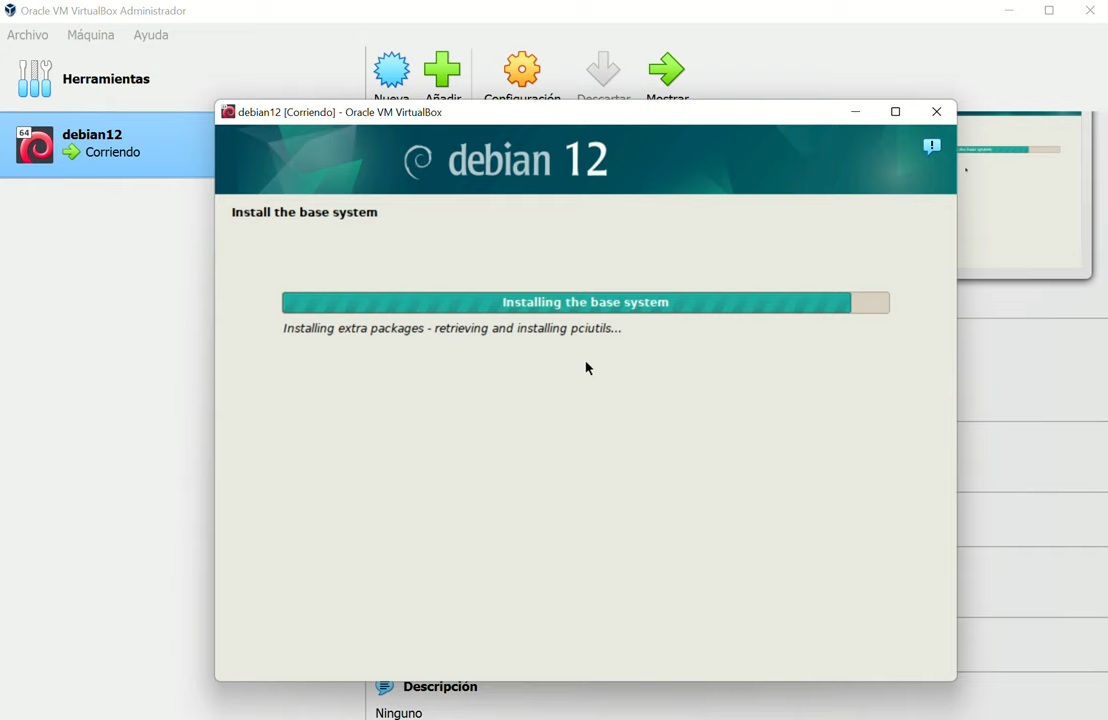 Oracle VM VirtualBox Administrador
Archivo Máquina Ayuda
Herramientas
Nueva Añadir Configuración Descartar Mostrar
64
debian12
Corriendo
debian12 [Corriendo] - Oracle VM VirtualBox
debian 12
Install the base system
Installing the base system
Installing extra packages - retrieving and installing pciutils...
Descripción
Ninguno